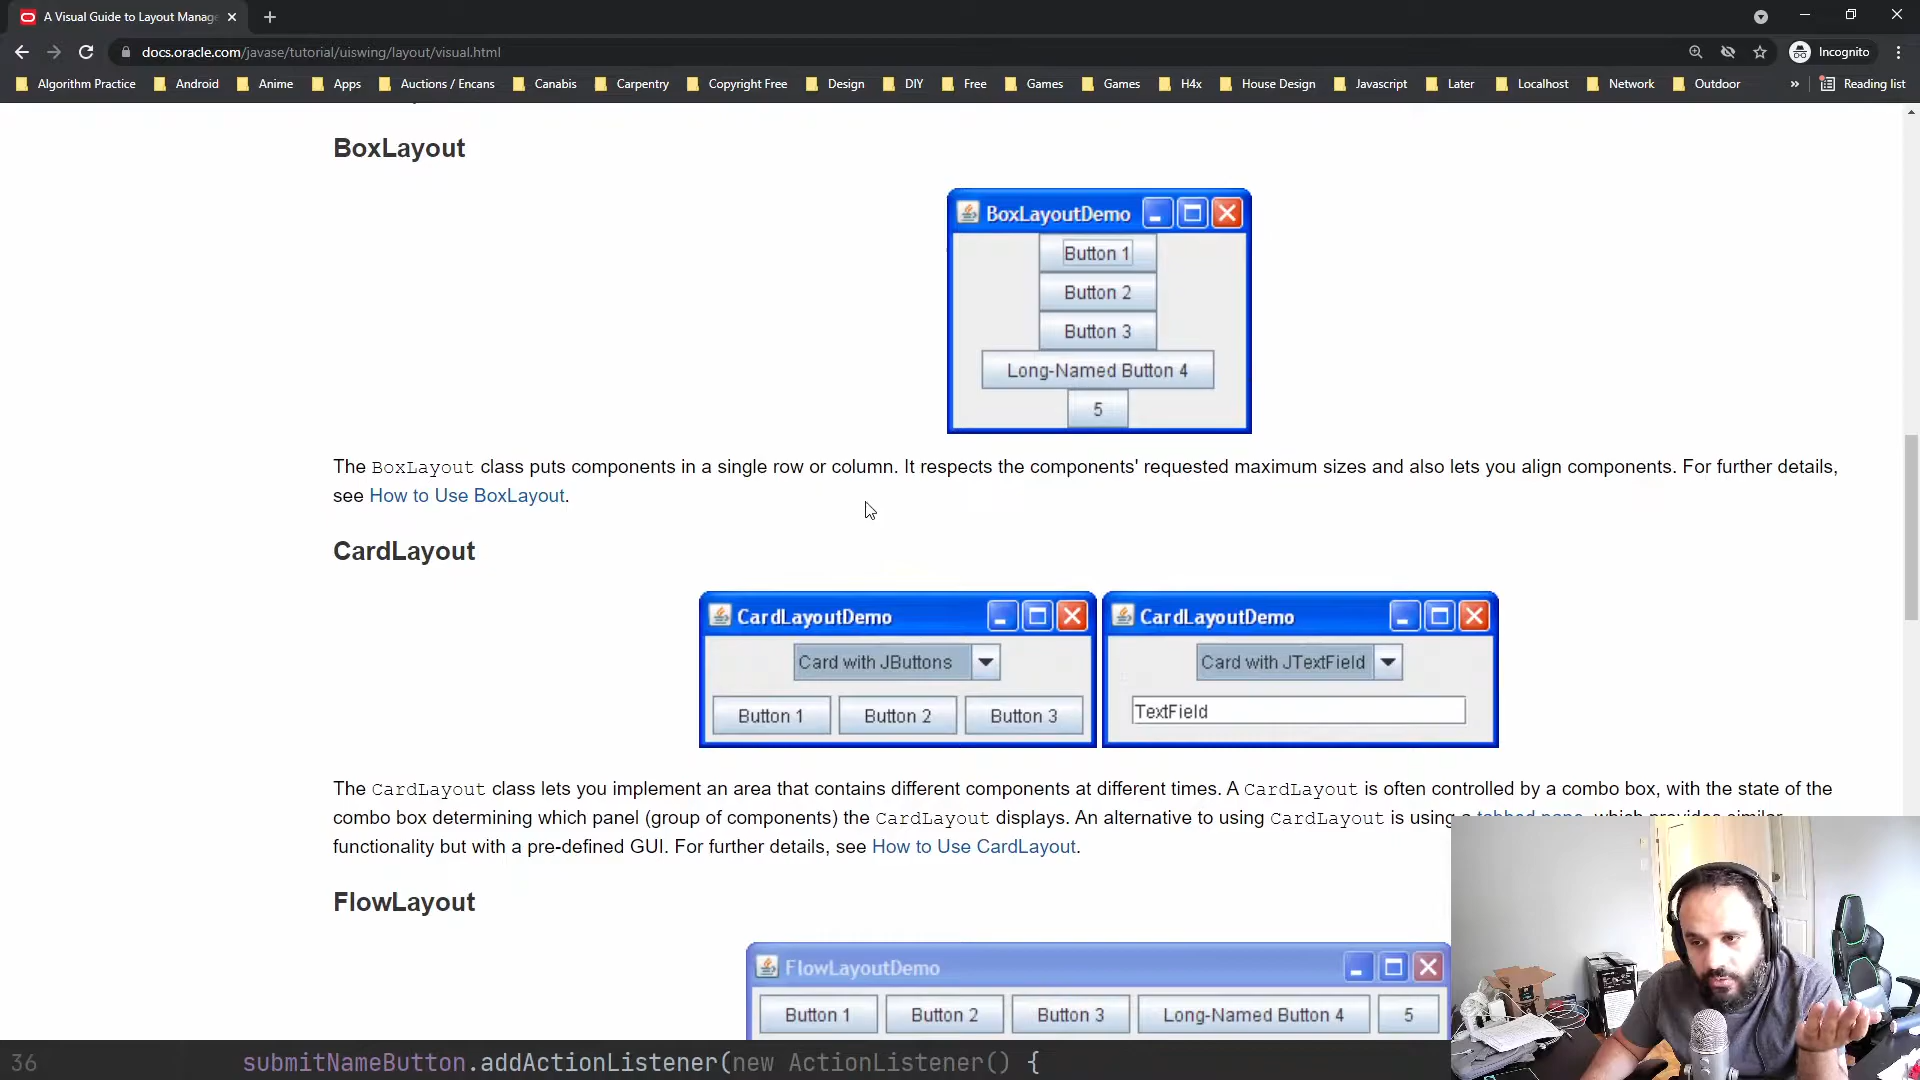 A Visual Guide to Layout Manag
docs.oracle.com/javase/tutorial/uiswing/layout/visual.html
Incognito
Algorithm Practice Android Anime Apps Auctions / Encans Canabis Carpentry Copyright Free Design DIY Free Games Games H4x House Design Javascript Later Localhost Network Outdoor » Reading list
BoxLayout
BoxLayoutDemo
Button 1
Button 2
Button 3
Long-Named Button 4
5
The BoxLayout class puts components in a single row or column. It respects the components' requested maximum sizes and also lets you align components. For further details,
see How to Use BoxLayout.
CardLayout
CardLayoutDemo CardLayoutDemo
Card with JButtons Card with JTextField
Button 1 Button 2 Button 3 TextField
The CardLayout class lets you implement an area that contains different components at different times. A CardLayout is often controlled by a combo box, with the state of the
combo box determining which panel (group of components) the CardLayout displays. An alternative to using CardLayout is using a tabbed pane, which provides similar
functionality but with a pre-defined GUI. For further details, see How to Use CardLayout.
FlowLayout
FlowLayoutDemo
Button 1 Button 2 Button 3 Long-Named Button 4 5
36 submitNameButton.addActionListener(new ActionListener() {